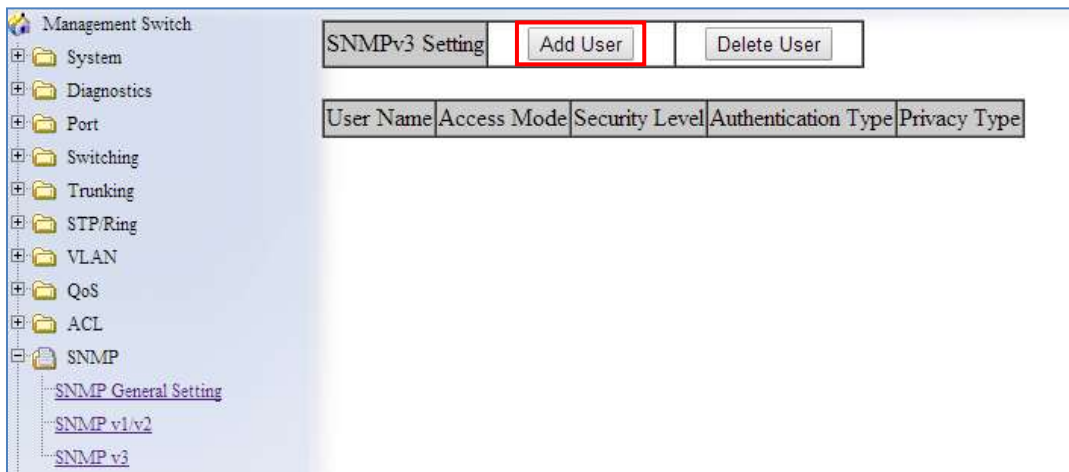 Management Switch
System
Diagnostics
Port
Switching
Trunking
STP/Ring
VLAN
QoS
ACL
SNMP
SNMP General Setting
SNMP v1/v2
SNMP v3
SNMPv3 Setting Add User Delete User
User Name Access Mode Security Level Authentication Type Privacy Type